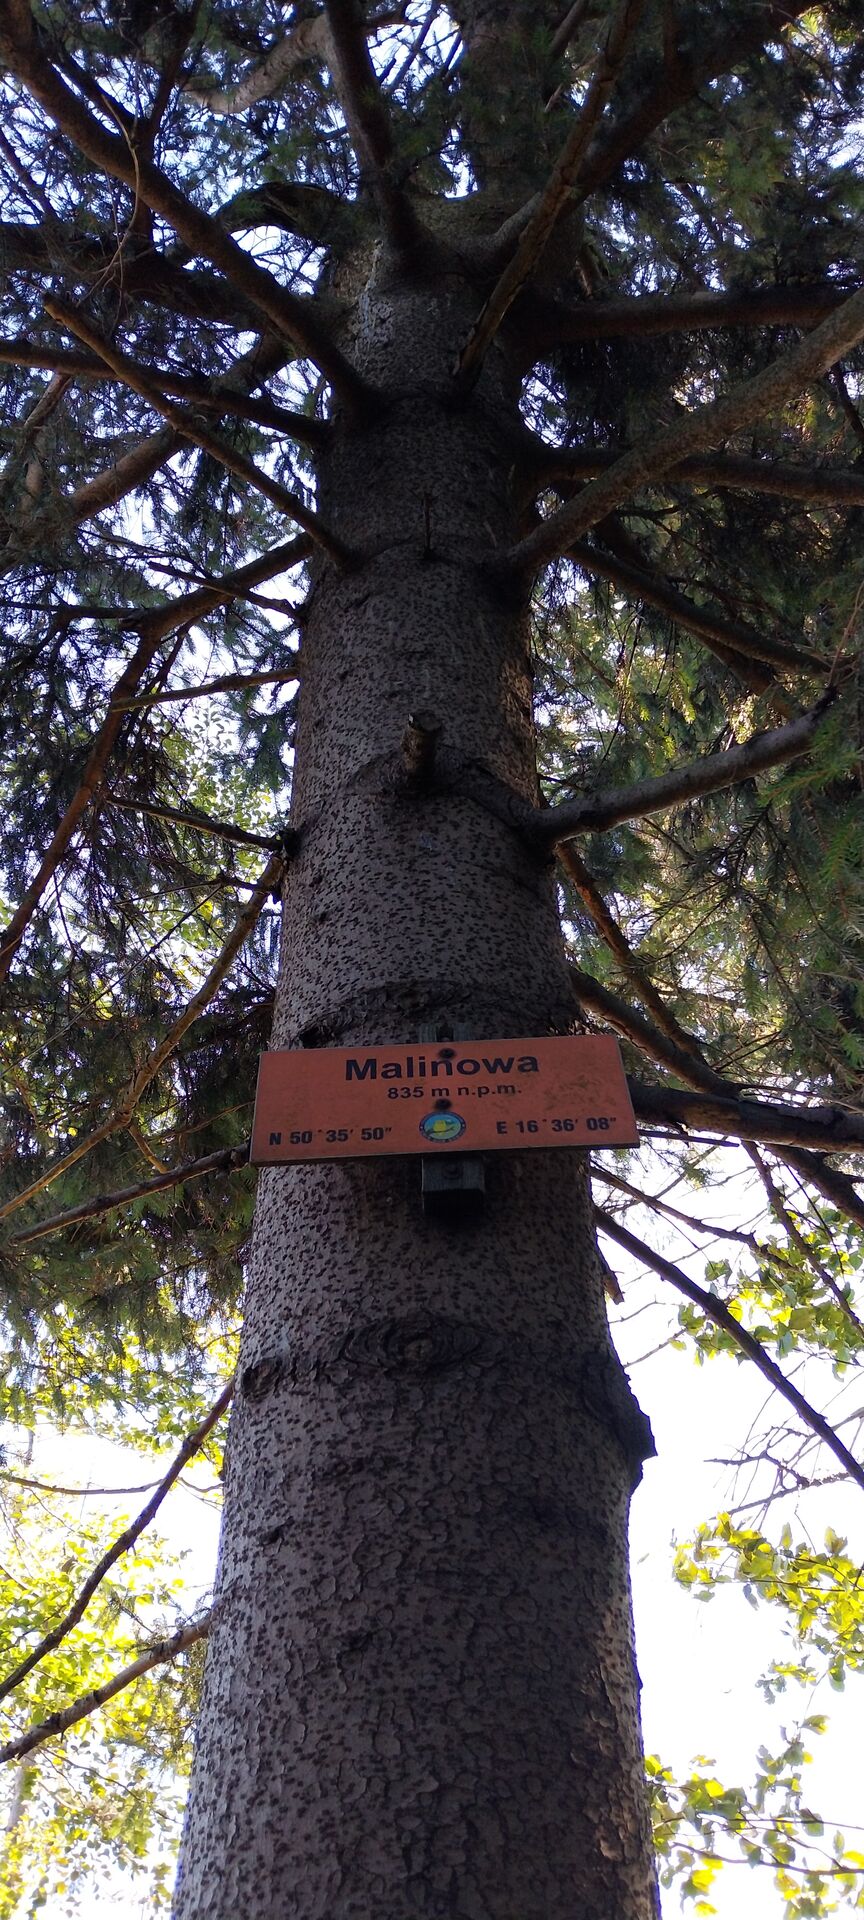 Malinowa
835 m n.p.m.
N 50°35' 50" E 16°36' 08"